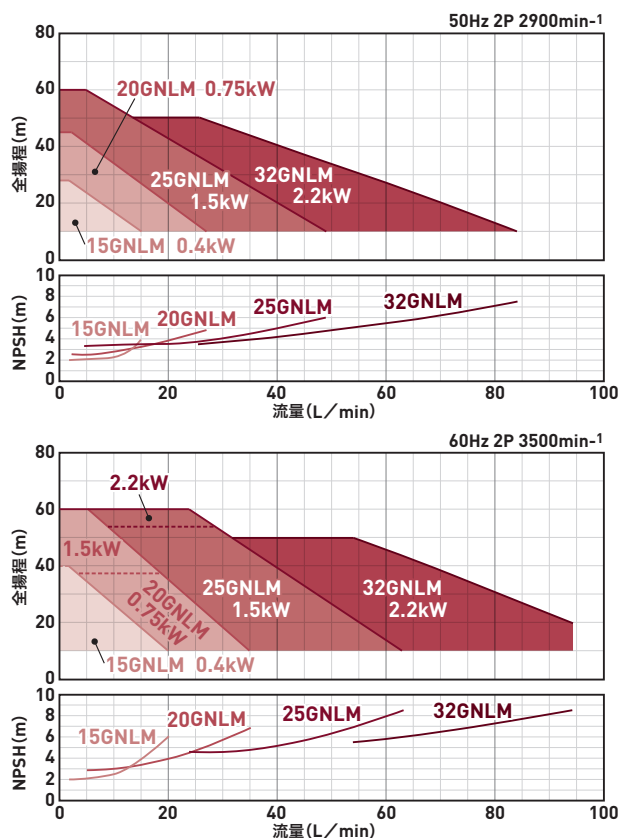 50Hz 2P 2900min-1
80
60
40
20
0
全揚程(m)
20GNLM 0.75kW
25GNLM
1.5kW
32GNLM
2.2kW
15GNLM 0.4kW
10
8
6
4
2
0
NPSH(m)
15GNLM
20GNLM
25GNLM
32GNLM
0 20 40 60 80 100
流量(L／min)
60Hz 2P 3500min-1
80
60
40
20
0
全揚程(m)
2.2kW
1.5kW
20GNLM
0.75kW
25GNLM
1.5kW
32GNLM
2.2kW
15GNLM 0.4kW
10
8
6
4
2
0
NPSH(m)
15GNLM
20GNLM
25GNLM
32GNLM
0 20 40 60 80 100
流量(L／min)